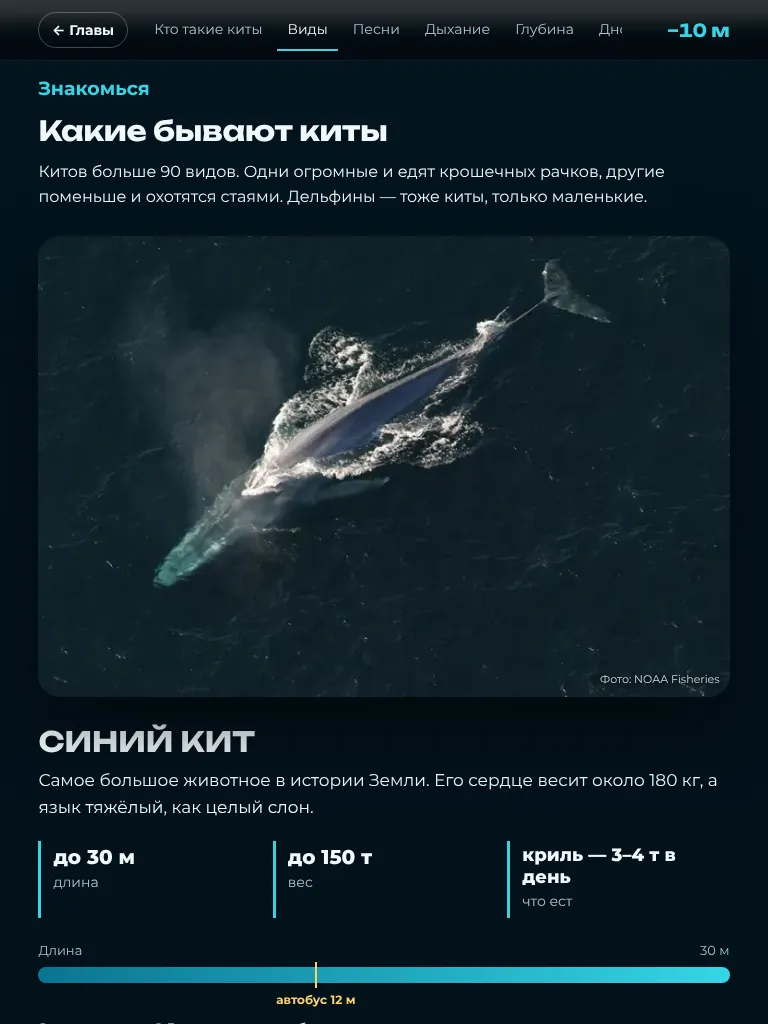 ← Главы
Кто такие киты
Виды
Песни
Дыхание
Глубина
−10 м
Знакомься
Какие бывают киты
Китов больше 90 видов. Одни огромные и едят крошечных рачков, другие
поменьше и охотятся стаями. Дельфины — тоже киты, только маленькие.
Фото: NOAA Fisheries
СИНИЙ КИТ
Самое большое животное в истории Земли. Его сердце весит около 180 кг, а
язык тяжёлый, как целый слон.
до 30 м
длина
до 150 т
вес
криль — 3–4 т в
день
что ест
Длина
30 м
автобус 12 м